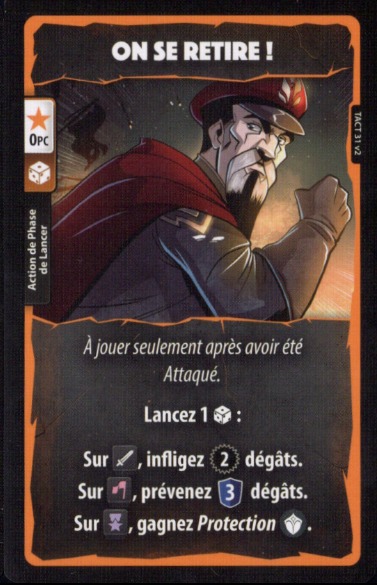 ON SE RETIRE !
0PC
TACT 31 V2
Action de Phase
de Lancer
À jouer seulement après avoir été
Attaqué.
Lancez 1 :
Sur , infligez 2 dégâts.
Sur , prévenez 3 dégâts.
Sur , gagnez Protection .